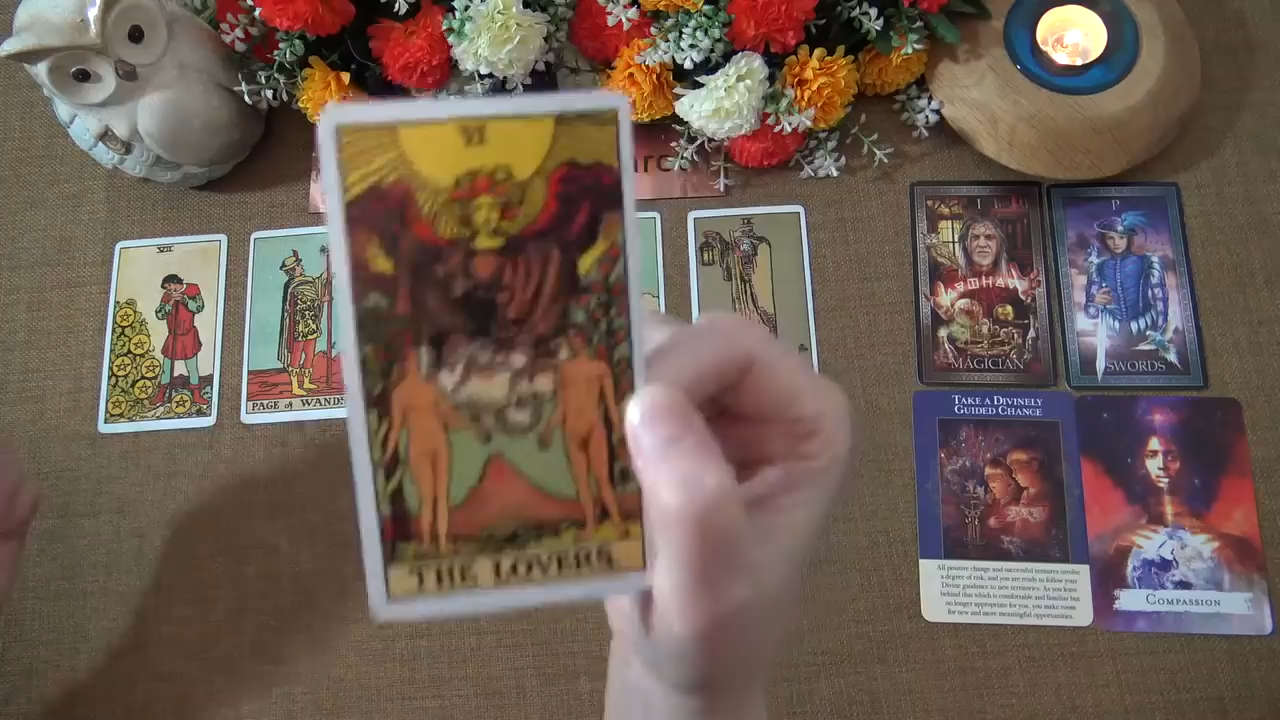 VI
VII
PAGE of WANDS
IX
THE LOVERS
I
MAGICIAN
P
SWORDS
TAKE A DIVINELY
GUIDED CHANCE
All positive change and successful ventures involve
a degree of risk, and you are ready to follow your
Divine guidance to new territories. As you leave
behind that which is comfortable and familiar but
no longer appropriate for you, you make room
for new and more meaningful opportunities.
COMPASSION